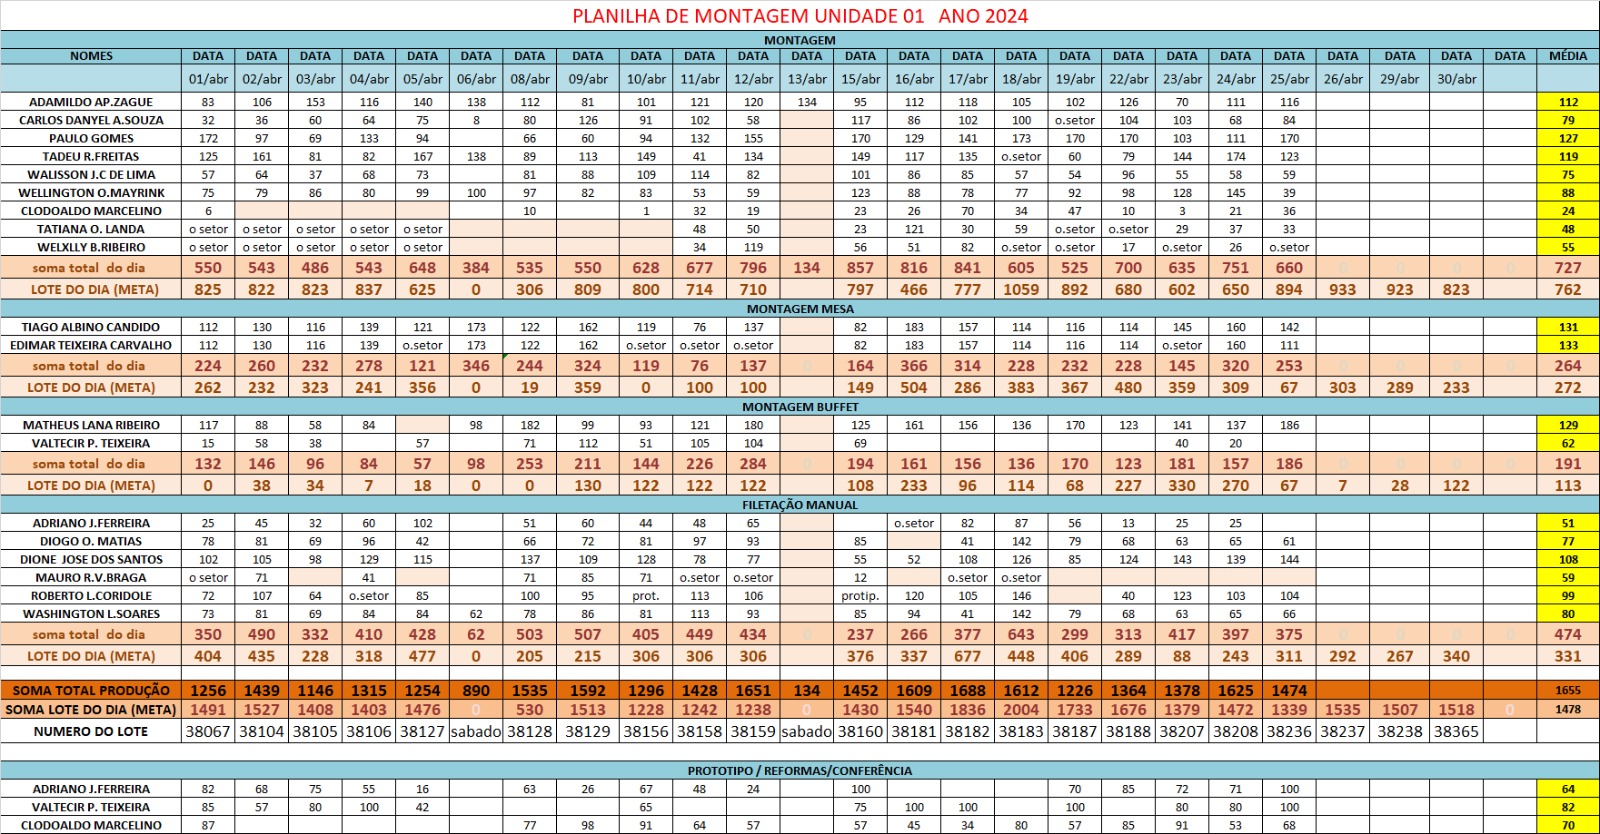 PLANILHA DE MONTAGEM UNIDADE 01 ANO 2024
MONTAGEM
NOMES DATA DATA DATA DATA DATA DATA DATA DATA DATA DATA DATA DATA DATA DATA DATA DATA DATA DATA DATA DATA DATA DATA DATA DATA DATA MÉDIA
01/abr 02/abr 03/abr 04/abr 05/abr 06/abr 08/abr 09/abr 10/abr 11/abr 12/abr 13/abr 15/abr 16/abr 17/abr 18/abr 19/abr 22/abr 23/abr 24/abr 25/abr 26/abr 29/abr 30/abr
ADAMILDO AP.ZAGUE 83 106 153 116 140 138 112 81 101 121 120 134 95 112 118 105 102 126 70 111 116 112
CARLOS DANYEL A.SOUZA 32 36 60 64 75 8 80 126 91 102 58 117 86 102 100 o.setor 104 103 68 84 79
PAULO GOMES 172 97 69 133 94 66 60 94 132 155 170 129 141 173 170 170 103 111 170 127
TADEU R.FREITAS 125 161 81 82 167 138 89 113 149 41 134 149 117 135 o.setor 60 79 144 174 123 119
WALISSON J.C DE LIMA 57 64 37 68 73 81 88 109 114 82 101 86 85 57 54 96 55 58 59 75
WELLINGTON O.MAYRINK 75 79 86 80 99 100 97 82 83 53 59 123 88 78 77 92 98 128 145 39 88
CLODOALDO MARCELINO 6 10 1 32 19 23 26 70 34 47 10 3 21 36 24
TATIANA O. LANDA o setor o setor o setor o setor o setor 48 50 23 121 30 59 o.setor o.setor 29 37 33 48
WELXLLY B.RIBEIRO o setor o setor o setor o setor o setor 34 119 56 51 82 o.setor o.setor 17 o.setor 26 o.setor 55
soma total do dia 550 543 486 543 648 384 535 550 628 677 796 134 857 816 841 605 525 700 635 751 660 0 0 0 0 727
LOTE DO DIA (META) 825 822 823 837 625 0 306 809 800 714 710 797 466 777 1059 892 680 602 650 894 933 923 823 762
MONTAGEM MESA
TIAGO ALBINO CANDIDO 112 130 116 139 121 173 122 162 119 76 137 82 183 157 114 116 114 145 160 142 131
EDIMAR TEIXEIRA CARVALHO 112 130 116 139 o.setor 173 122 162 o.setor o.setor o.setor 82 183 157 114 116 114 o.setor 160 111 133
soma total do dia 224 260 232 278 121 346 244 324 119 76 137 0 164 366 314 228 232 228 145 320 253 0 0 0 0 264
LOTE DO DIA (META) 262 232 323 241 356 0 19 359 0 100 100 149 504 286 383 367 480 359 309 67 303 289 233 272
MONTAGEM BUFFET
MATHEUS LANA RIBEIRO 117 88 58 84 98 182 99 93 121 180 125 161 156 136 170 123 141 137 186 129
VALTECIR P. TEIXEIRA 15 58 38 57 71 112 51 105 104 69 40 20 62
soma total do dia 132 146 96 84 57 98 253 211 144 226 284 0 194 161 156 136 170 123 181 157 186 0 0 0 0 191
LOTE DO DIA (META) 0 38 34 7 18 0 0 130 122 122 122 108 233 96 114 68 227 330 270 67 7 28 122 113
FILETAÇÃO MANUAL
ADRIANO J.FERREIRA 25 45 32 60 102 51 60 44 48 65 o.setor 82 87 56 13 25 25 51
DIOGO O. MATIAS 78 81 69 96 42 66 72 81 97 93 85 41 142 79 68 63 65 61 77
DIONE JOSE DOS SANTOS 102 105 98 129 115 137 109 128 78 77 55 52 108 126 85 124 143 139 144 108
MAURO R.V.BRAGA o setor 71 41 71 85 71 o.setor o.setor 12 o.setor o.setor 59
ROBERTO L.CORIDOLE 72 107 64 o.setor 85 100 95 prot. 113 106 protip. 120 105 146 40 123 103 104 99
WASHINGTON L.SOARES 73 81 69 84 84 62 78 86 81 113 93 85 94 41 142 79 68 63 65 66 80
soma total do dia 350 490 332 410 428 62 503 507 405 449 434 0 237 266 377 643 299 313 417 397 375 0 0 0 0 474
LOTE DO DIA (META) 404 435 228 318 477 0 205 215 306 306 306 376 337 677 448 406 289 88 243 311 292 267 340 331
SOMA TOTAL PRODUÇÃO 1256 1439 1146 1315 1254 890 1535 1592 1296 1428 1651 134 1452 1609 1688 1612 1226 1364 1378 1625 1474 1655
SOMA LOTE DO DIA (META) 1491 1527 1408 1403 1476 0 530 1513 1228 1242 1238 0 1430 1540 1836 2004 1733 1676 1379 1472 1339 1535 1507 1518 0 1478
NUMERO DO LOTE 38067 38104 38105 38106 38127 sabado 38128 38129 38156 38158 38159 sabado 38160 38181 38182 38183 38187 38188 38207 38208 38236 38237 38238 38365
PROTOTIPO / REFORMAS/CONFERÊNCIA
ADRIANO J.FERREIRA 82 68 75 55 16 63 26 67 48 24 100 70 85 72 71 100 64
VALTECIR P. TEIXEIRA 85 57 80 100 42 65 75 100 100 100 80 80 100 82
CLODOALDO MARCELINO 87 77 98 91 64 57 57 45 34 80 57 85 91 53 68 70